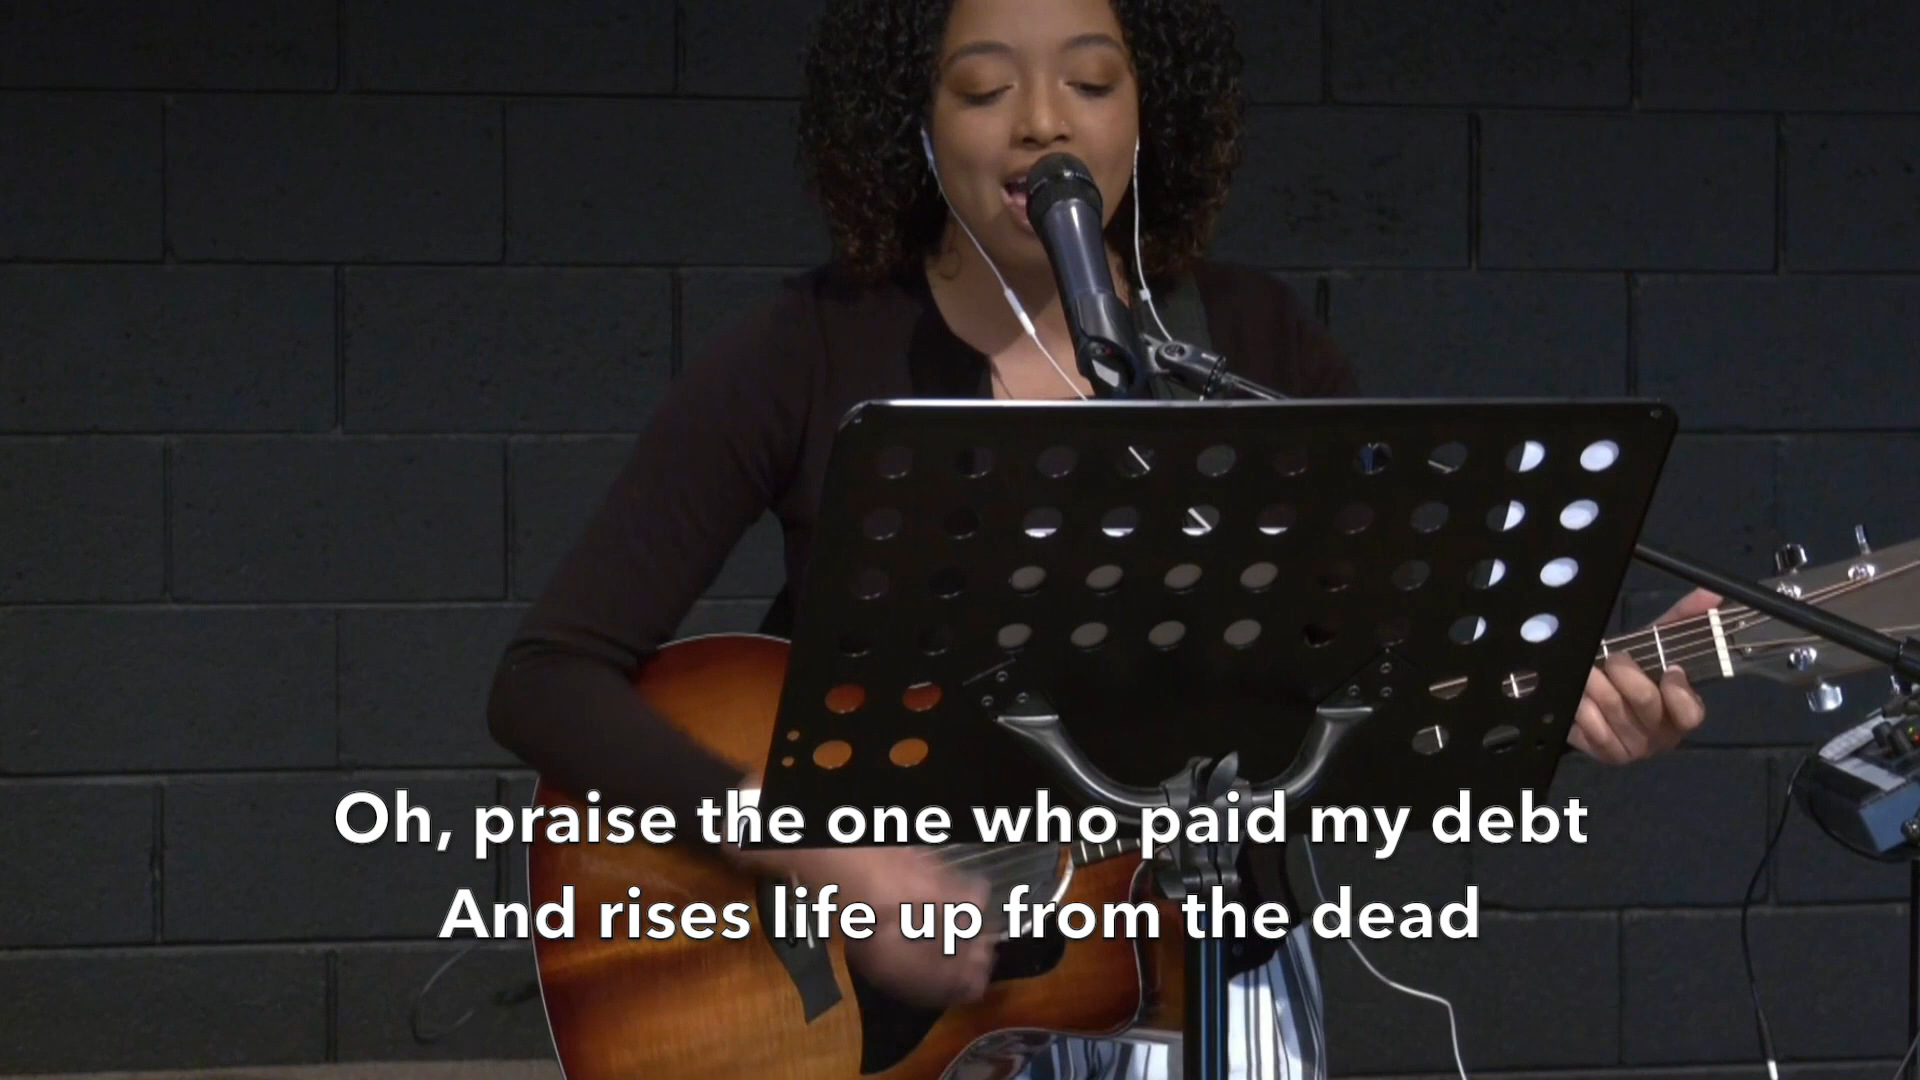 Oh, praise the one who paid my debt
And rises life up from the dead